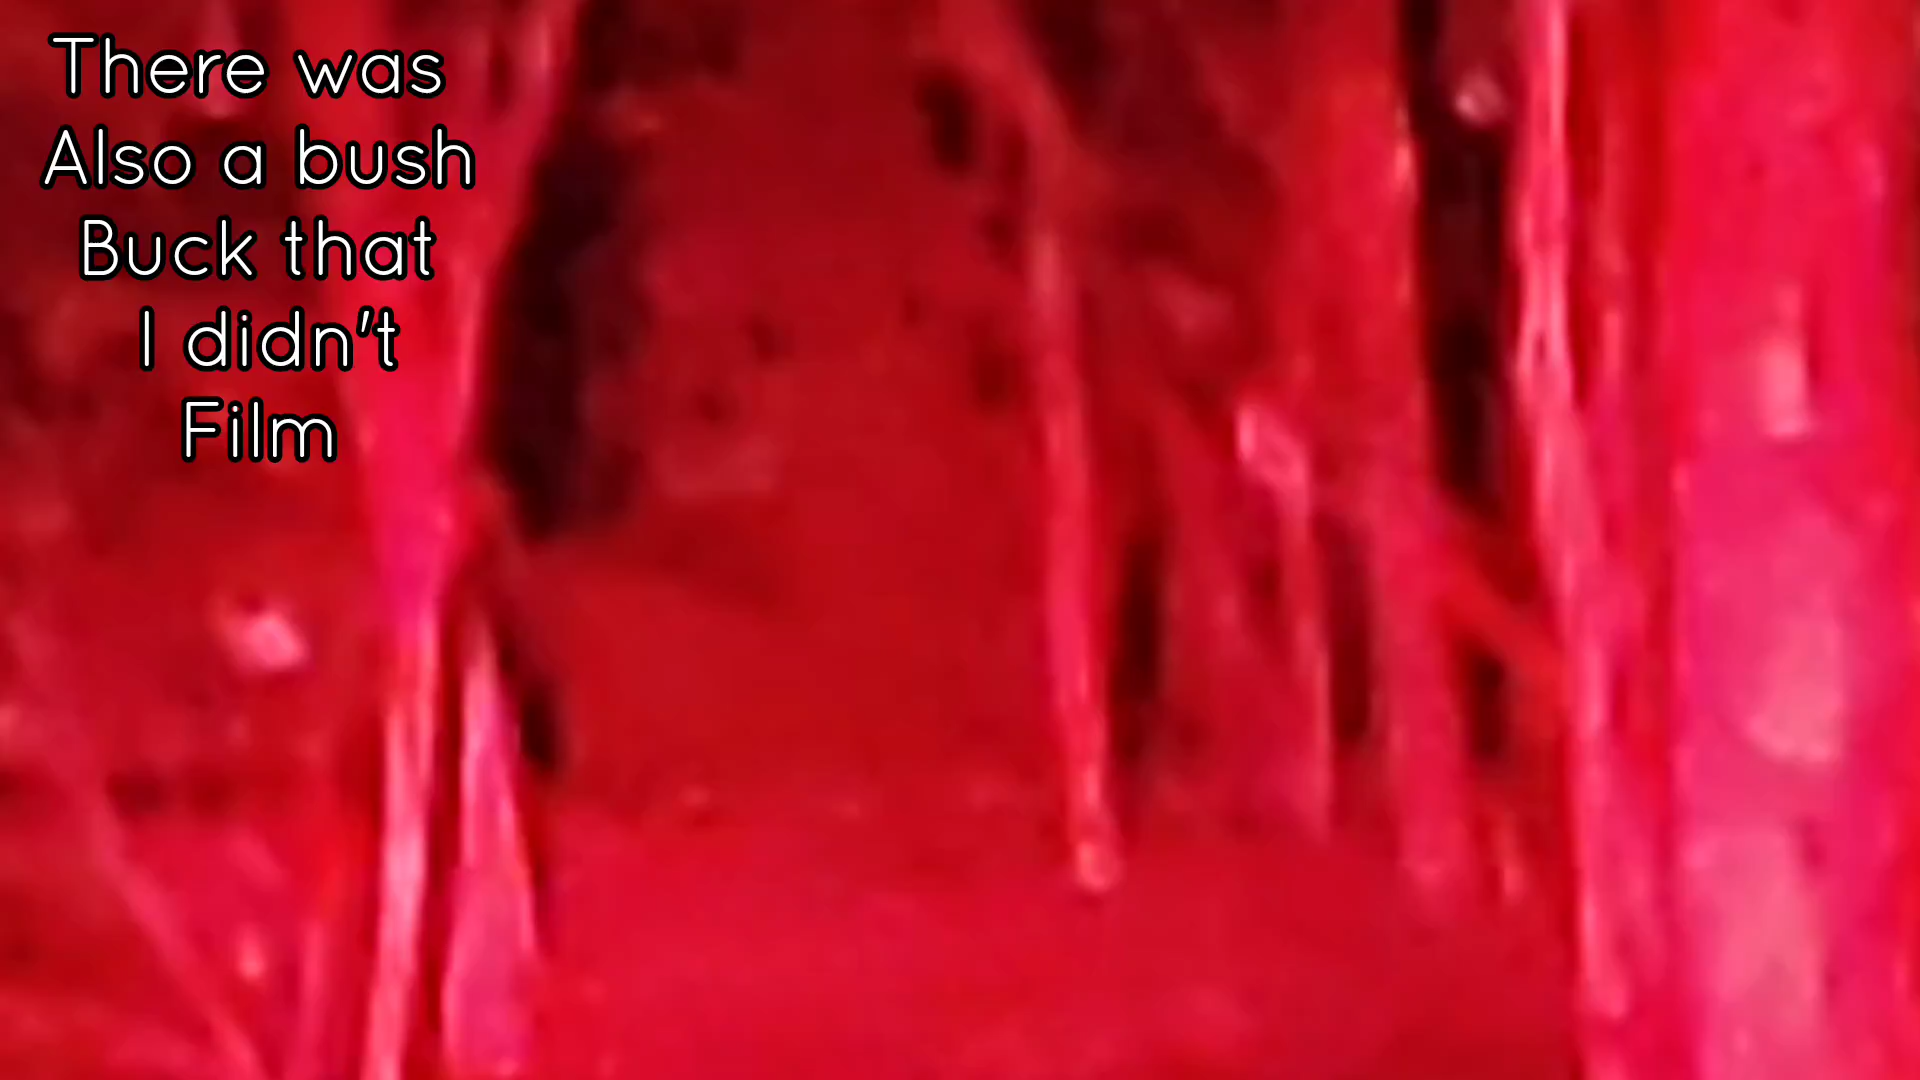 There was
Also a bush
Buck that
I didn't
Film